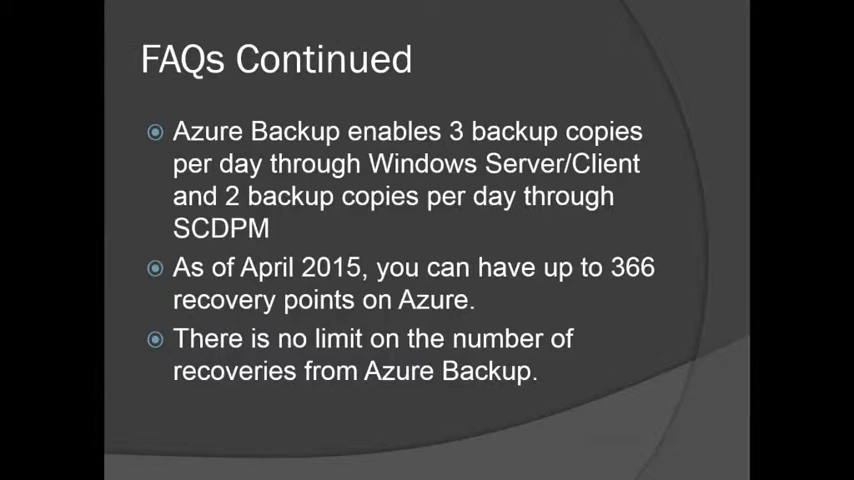 FAQs Continued
Azure Backup enables 3 backup copies
per day through Windows Server/Client
and 2 backup copies per day through
SCDPM
As of April 2015, you can have up to 366
recovery points on Azure.
There is no limit on the number of
recoveries from Azure Backup.